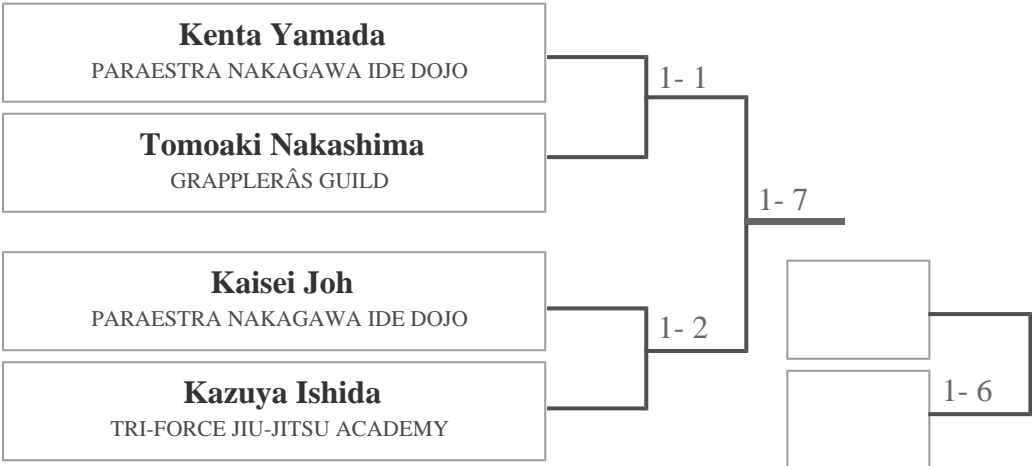 Kenta Yamada
PARAESTRA NAKAGAWA IDE DOJO
1- 1
Tomoaki Nakashima
GRAPPLERÂS GUILD
1- 7
Kaisei Joh
PARAESTRA NAKAGAWA IDE DOJO
1- 2
Kazuya Ishida
TRI-FORCE JIU-JITSU ACADEMY
1- 6